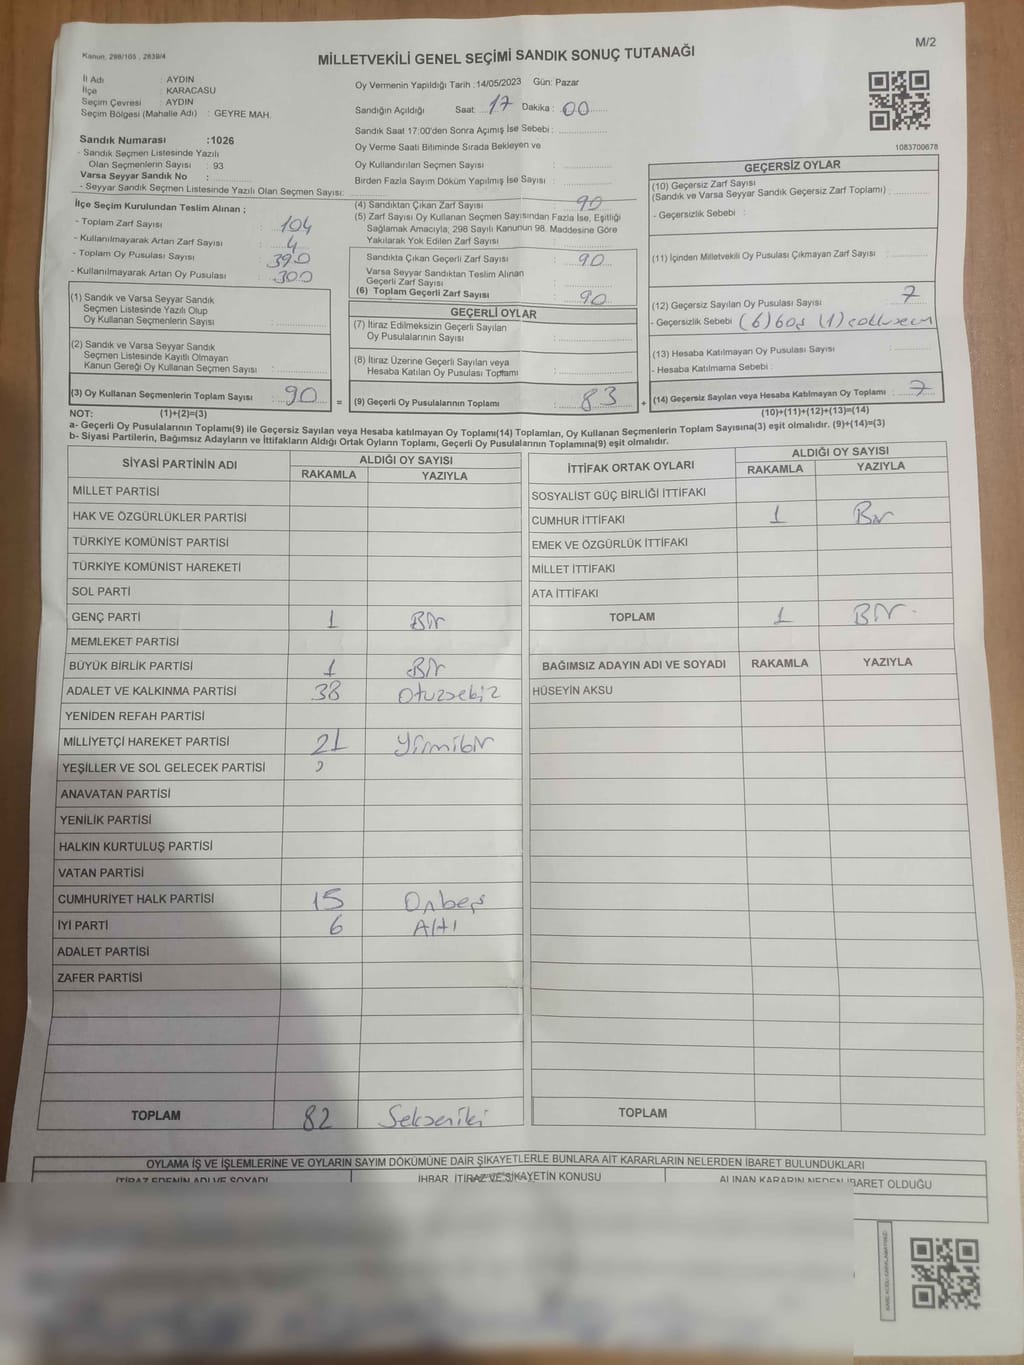 Kanun, 298/105 , 2839/4
M/2
MİLLETVEKİLİ GENEL SEÇİMİ SANDIK SONUÇ TUTANAĞI
İl Adı : AYDIN
İlçe : KARACASU
Seçim Çevresi : AYDIN
Seçim Bölgesi (Mahalle Adı) : GEYRE MAH.
Sandık Numarası :1026
- Sandık Seçmen Listesinde Yazılı
Olan Seçmenlerin Sayısı : 93
Varsa Seyyar Sandık No :
- Seyyar Sandık Seçmen Listesinde Yazılı Olan Seçmen Sayısı:
İlçe Seçim Kurulundan Teslim Alınan ;
- Toplam Zarf Sayısı : 104
- Kullanılmayarak Artan Zarf Sayısı : 4
- Toplam Oy Pusulası Sayısı : 390
- Kullanılmayarak Artan Oy Pusulası : 300
Oy Vermenin Yapıldığı Tarih :14/05/2023 Gün: Pazar
Sandığın Açıldığı Saat 17 Dakika : 00
Sandık Saat 17:00'den Sonra Açımış İse Sebebi :
Oy Verme Saati Bitiminde Sırada Bekleyen ve
Oy Kullandırılan Seçmen Sayısı :
Birden Fazla Sayım Döküm Yapılmış İse Sayısı :
(4) Sandıktan Çıkan Zarf Sayısı : 90
(5) Zarf Sayısı Oy Kullanan Seçmen Sayısından Fazla İse, Eşitliği
Sağlamak Amacıyla, 298 Sayılı Kanunun 98. Maddesine Göre
Yakılarak Yok Edilen Zarf Sayısı :
Sandıkta Çıkan Geçerli Zarf Sayısı : 90
Varsa Seyyar Sandıktan Teslim Alınan
Geçerli Zarf Sayısı :
(6) Toplam Geçerli Zarf Sayısı : 90
1083700678
GEÇERSİZ OYLAR
(10) Geçersiz Zarf Sayısı
(Sandık ve Varsa Seyyar Sandık Geçersiz Zarf Toplamı) :
- Geçersizlik Sebebi :
(11) İçinden Milletvekili Oy Pusulası Çıkmayan Zarf Sayısı :
(12) Geçersiz Sayılan Oy Pusulası Sayısı : 7
- Geçersizlik Sebebi : (6) boş (1)
(13) Hesaba Katılmayan Oy Pusulası Sayısı :
- Hesaba Katılmama Sebebi :
(14) Geçersiz Sayılan veya Hesaba Katılmayan Oy Toplamı : 7
(10)+(11)+(12)+(13)=(14)
(1) Sandık ve Varsa Seyyar Sandık
Seçmen Listesinde Yazılı Olup
Oy Kullanan Seçmenlerin Sayısı :
(2) Sandık ve Varsa Seyyar Sandık
Seçmen Listesinde Kayıtlı Olmayan
Kanun Gereği Oy Kullanan Seçmen Sayısı :
(3) Oy Kullanan Seçmenlerin Toplam Sayısı : 90 =
GEÇERLİ OYLAR
(7) İtiraz Edilmeksizin Geçerli Sayılan
Oy Pusulalarının Sayısı :
(8) İtiraz Üzerine Geçerli Sayılan veya
Hesaba Katılan Oy Pusulası Toplamı :
(9) Geçerli Oy Pusulalarının Toplamı : 83 +
NOT: (1)+(2)=(3)
a- Geçerli Oy Pusulalarının Toplamı(9) ile Geçersiz Sayılan veya Hesaba katılmayan Oy Toplamı(14) Toplamları, Oy Kullanan Seçmenlerin Toplam Sayısına(3) eşit olmalıdır. (9)+(14)=(3)
b- Siyasi Partilerin, Bağımsız Adayların ve İttifakların Aldığı Ortak Oyların Toplamı, Geçerli Oy Pusulalarının Toplamına(9) eşit olmalıdır.
SİYASİ PARTİNİN ADI ALDIĞI OY SAYISI
RAKAMLA YAZIYLA
MİLLET PARTİSİ
HAK VE ÖZGÜRLÜKLER PARTİSİ
TÜRKİYE KOMÜNİST PARTİSİ
TÜRKİYE KOMÜNİST HAREKETİ
SOL PARTİ
GENÇ PARTİ 1 Bir
MEMLEKET PARTİSİ
BÜYÜK BİRLİK PARTİSİ 1 Bir
ADALET VE KALKINMA PARTİSİ 38 Otuzsekiz
YENİDEN REFAH PARTİSİ
MİLLİYETÇİ HAREKET PARTİSİ 21 Yirmibir
YEŞİLLER VE SOL GELECEK PARTİSİ
ANAVATAN PARTİSİ
YENİLİK PARTİSİ
HALKIN KURTULUŞ PARTİSİ
VATAN PARTİSİ
CUMHURİYET HALK PARTİSİ 15 Onbeş
İYİ PARTİ 6 Altı
ADALET PARTİSİ
ZAFER PARTİSİ
TOPLAM 82 Sekseniki
İTTİFAK ORTAK OYLARI ALDIĞI OY SAYISI
RAKAMLA YAZIYLA
SOSYALİST GÜÇ BİRLİĞİ İTTİFAKI
CUMHUR İTTİFAKI 1 Bir
EMEK VE ÖZGÜRLÜK İTTİFAKI
MİLLET İTTİFAKI
ATA İTTİFAKI
TOPLAM 1 Bir
BAĞIMSIZ ADAYIN ADI VE SOYADI RAKAMLA YAZIYLA
HÜSEYİN AKSU
TOPLAM
OYLAMA İŞ VE İŞLEMLERİNE VE OYLARIN SAYIM DÖKÜMÜNE DAİR ŞİKAYETLERLE BUNLARA AİT KARARLARIN NELERDEN İBARET BULUNDUKLARI
İTİRAZ EDENİN ADI VE SOYADI İHBAR, İTİRAZ VE ŞİKAYETİN KONUSU ALINAN KARARIN NEDEN İBARET OLDUĞU